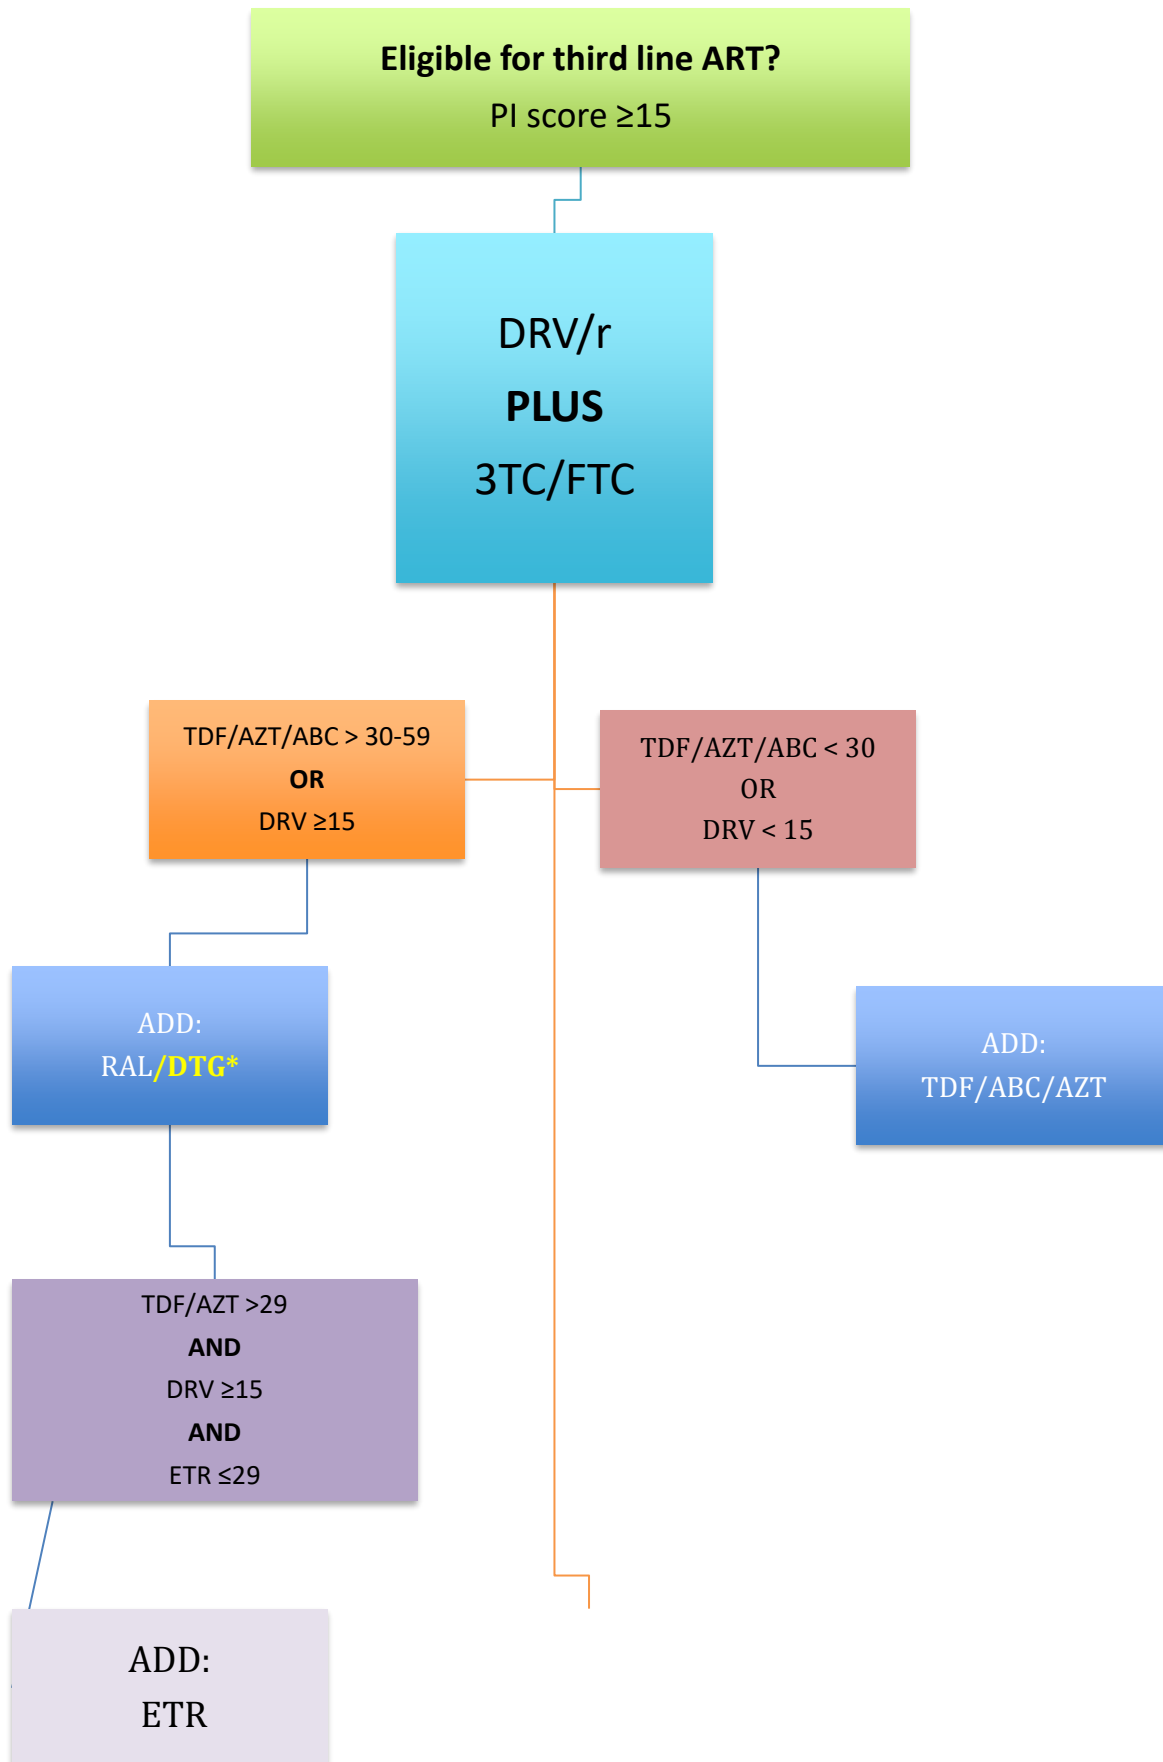 Eligible for third line ART?
PI score ≥15
DRV/r
PLUS
3TC/FTC
TDF/AZT/ABC > 30-59
OR
DRV ≥15
TDF/AZT/ABC < 30
OR
DRV < 15
ADD:
RAL/DTG*
ADD:
TDF/ABC/AZT
TDF/AZT >29
AND
DRV ≥15
AND
ETR ≤29
ADD:
ETR